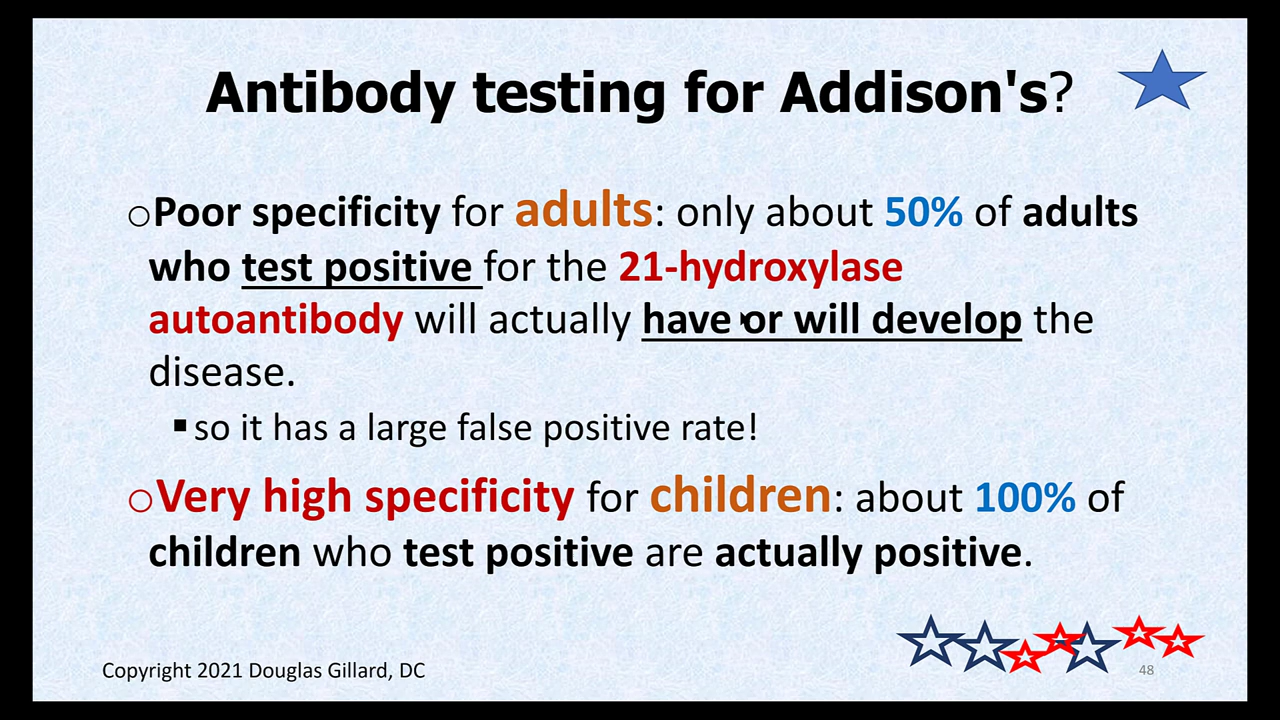 Antibody testing for Addison's?
○Poor specificity for adults: only about 50% of adults
who test positive for the 21-hydroxylase
autoantibody will actually have or will develop the
disease.
▪so it has a large false positive rate!
○Very high specificity for children: about 100% of
children who test positive are actually positive.
Copyright 2021 Douglas Gillard, DC
48